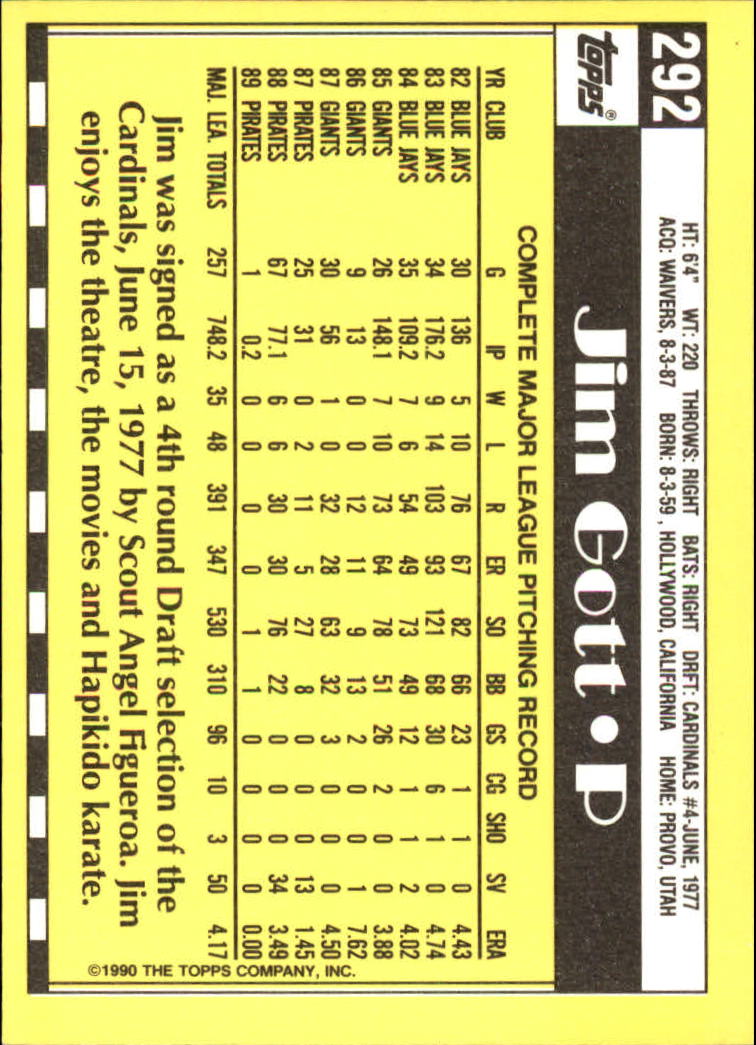 292
topps®
HT: 6'4" WT: 220 THROWS: RIGHT BATS: RIGHT DRFT: CARDINALS #4-JUNE, 1977
ACQ: WAIVERS, 8-3-87 BORN: 8-3-59, HOLLYWOOD, CALIFORNIA HOME: PROVO, UTAH
Jim Gott • P
COMPLETE MAJOR LEAGUE PITCHING RECORD
YR CLUB G IP W L R ER SO BB GS CG SHO SV ERA
82 BLUE JAYS 30 136 5 10 76 67 82 66 23 1 1 0 4.43
83 BLUE JAYS 34 176.2 9 14 103 93 121 68 30 6 1 0 4.74
84 BLUE JAYS 35 109.2 7 6 54 49 73 49 12 1 1 2 4.02
85 GIANTS 26 148.1 7 10 73 64 78 51 26 2 0 0 3.88
86 GIANTS 9 13 0 0 12 11 9 13 2 0 0 1 7.62
87 GIANTS 30 56 1 0 32 28 63 32 3 0 0 0 4.50
87 PIRATES 25 31 0 2 11 5 27 8 0 0 0 13 1.45
88 PIRATES 67 77.1 6 6 30 30 76 22 0 0 0 34 3.49
89 PIRATES 1 0.2 0 0 0 0 1 1 0 0 0 0 0.00
MAJ. LEA. TOTALS 257 748.2 35 48 391 347 530 310 96 10 3 50 4.17
Jim was signed as a 4th round Draft selection of the
Cardinals, June 15, 1977 by Scout Angel Figueroa. Jim
enjoys the theatre, the movies and Hapikido karate.
©1990 THE TOPPS COMPANY, INC.